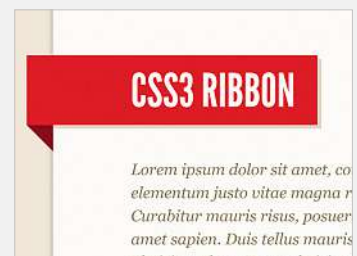 CSS3 RIBBON
Lorem ipsum dolor sit amet, co
elementum justo vitae magna r
Curabitur mauris risus, posuer
amet sapien. Duis tellus mauris